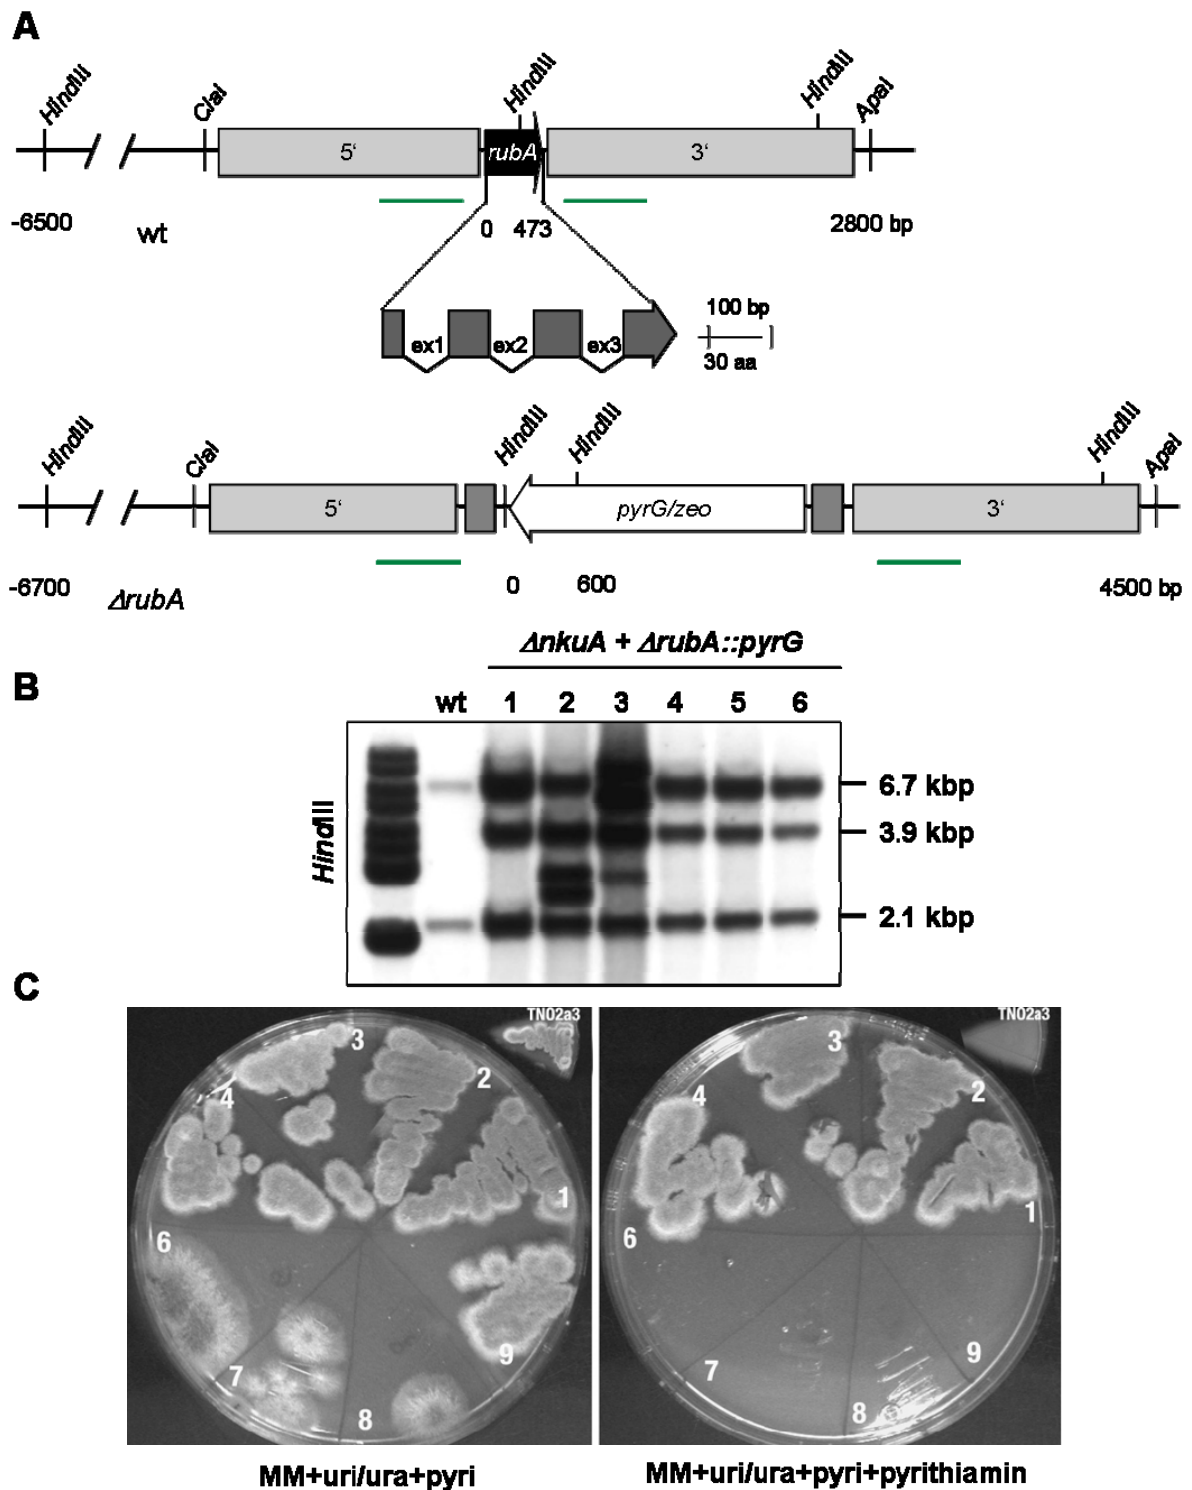 A
HindIII
ClaI
HindIII
HindIII
ApaI
5‘
rubA
3‘
-6500
wt
0
473
2800 bp
ex1
ex2
ex3
100 bp
30 aa
HindIII
ClaI
HindIII
HindIII
HindIII
ApaI
5‘
pyrG/zeo
3‘
-6700
ΔrubA
0
600
4500 bp
ΔnkuA + ΔrubA::pyrG
B
wt 1 2 3 4 5 6
HindIII
6.7 kbp
3.9 kbp
2.1 kbp
C
TNO2a3
3
2
4
1
6
9
7
8
TNO2a3
3
4
2
1
6
9
7
8
MM+uri/ura+pyri
MM+uri/ura+pyri+pyrithiamin